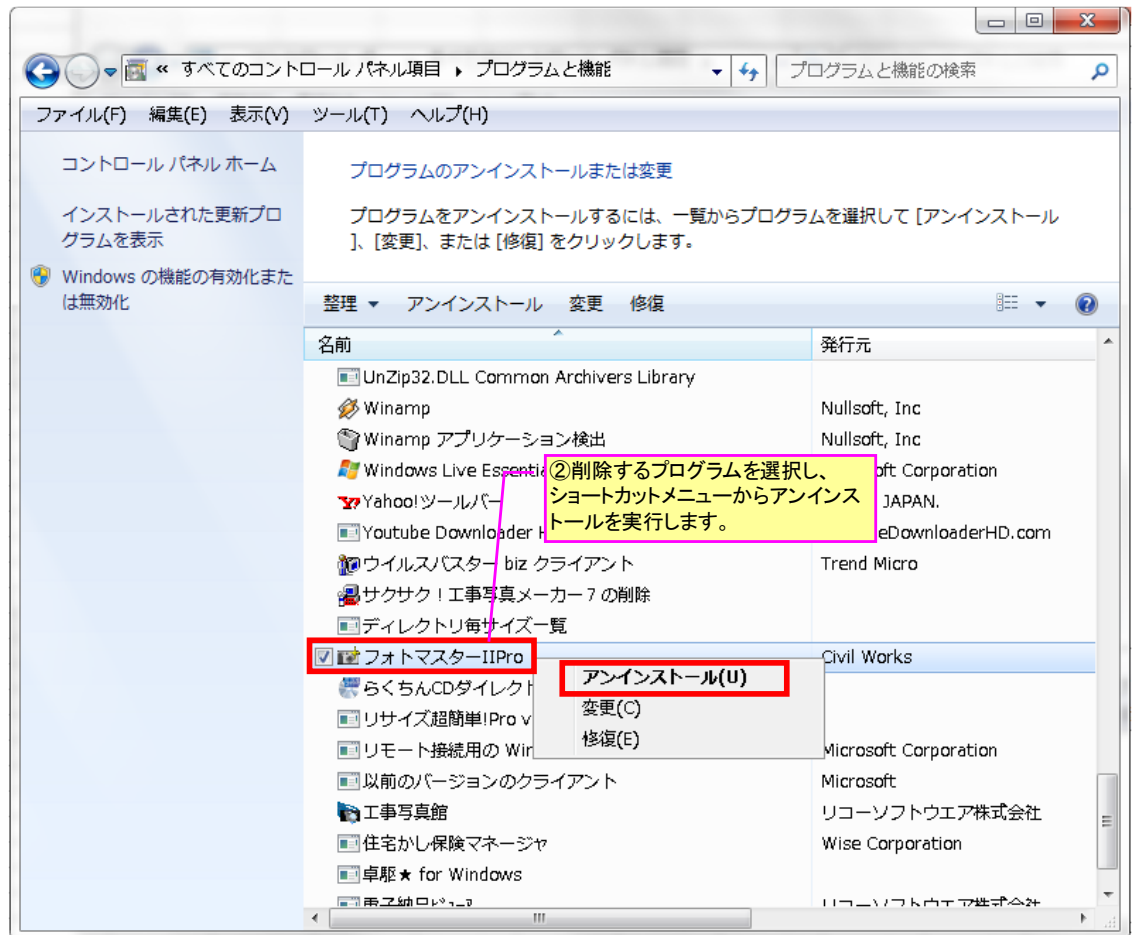 « すべてのコントロール パネル項目 ▸ プログラムと機能
プログラムと機能の検索
ファイル(F) 編集(E) 表示(V) ツール(T) ヘルプ(H)
コントロール パネル ホーム
インストールされた更新プロ
グラムを表示
Windows の機能の有効化また
は無効化
プログラムのアンインストールまたは変更
プログラムをアンインストールするには、一覧からプログラムを選択して [アンインストール
]、[変更]、または [修復] をクリックします。
整理 ▼ アンインストール 変更 修復
名前 発行元
UnZip32.DLL Common Archivers Library
Winamp Nullsoft, Inc
Winamp アプリケーション検出 Nullsoft, Inc
Windows Live Corporation
②削除するプログラムを選択し、
ショートカットメニューからアンインス
トールを実行します。
Yahoo!ツールバー JAPAN.
Youtube Downloader eDownloaderHD.com
ウイルスバスター biz クライアント Trend Micro
サクサク！工事写真メーカー７の削除
ディレクトリ毎サイズ一覧
フォトマスターIIPro Civil Works
アンインストール(U)
変更(C)
修復(E)
らくちんCDダイレクト
リサイズ超簡単!Pro v
リモート接続用の Win Microsoft Corporation
以前のバージョンのクライアント Microsoft
工事写真館 リコーソフトウエア株式会社
住宅かし保険マネージャ Wise Corporation
卓駆★ for Windows
電子納品ﾋﾞｭｰｱ リコーソフトウエア株式会社